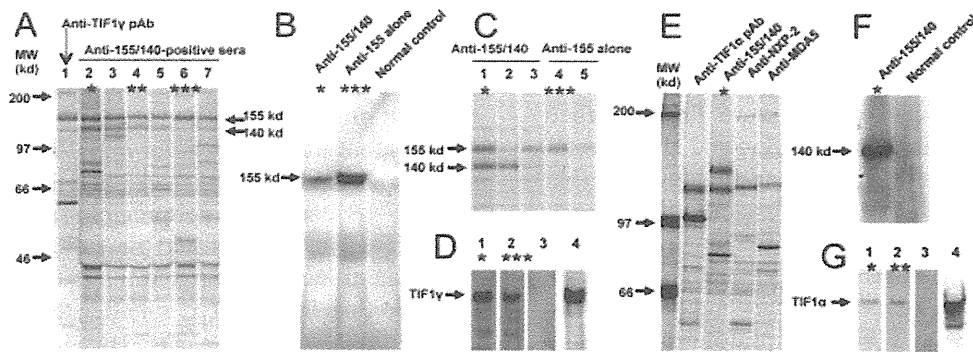 A
Anti-TIF1γ pAb
MW
(kd)
Anti-155/140-positive sera
1 2 3 4 5 6 7
* ** ***
200
97
66
46
155 kd
140 kd
B
Anti-155/140
Anti-155 alone
Normal control
* ***
155 kd
C
Anti-155/140 Anti-155 alone
1 2 3 4 5
* ***
155 kd
140 kd
D
1 2 3 4
* ***
TIF1γ
E
MW
(kd)
Anti-TIF1α pAb
Anti-155/140
Anti-NXP-2
Anti-MDA5
*
200
97
66
F
Anti-155/140
Normal control
*
140 kd
G
1 2 3 4
* **
TIF1α